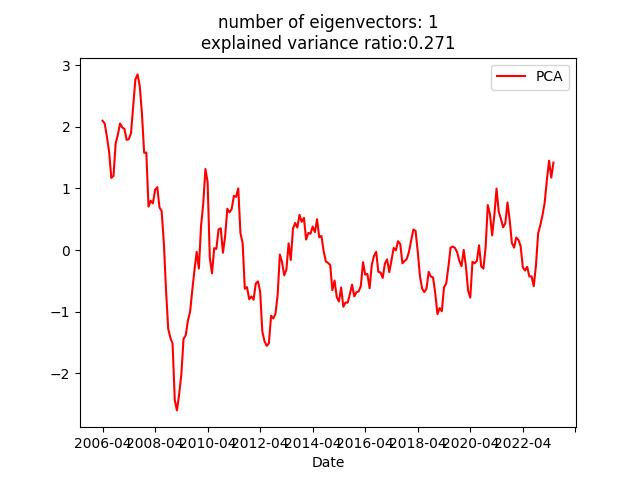 number of eigenvectors: 1
explained variance ratio:0.271
PCA
3
2
1
0
−1
−2
2006-04 2008-04 2010-04 2012-04 2014-04 2016-04 2018-04 2020-04 2022-04
Date